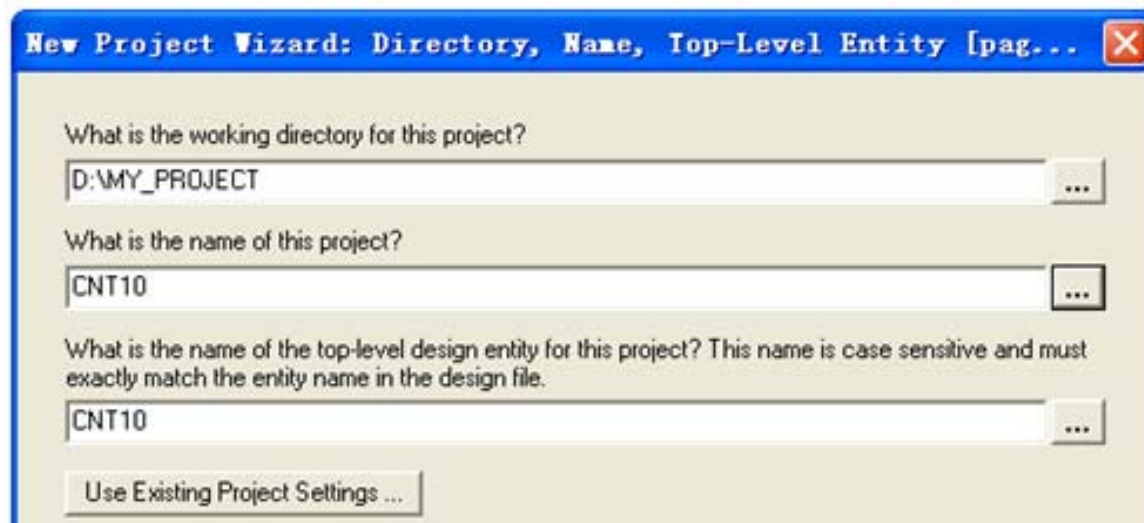 New Project Wizard: Directory, Name, Top-Level Entity [pag...
What is the working directory for this project?
D:\MY_PROJECT
...
What is the name of this project?
CNT10
...
What is the name of the top-level design entity for this project? This name is case sensitive and must
exactly match the entity name in the design file.
CNT10
...
Use Existing Project Settings ...